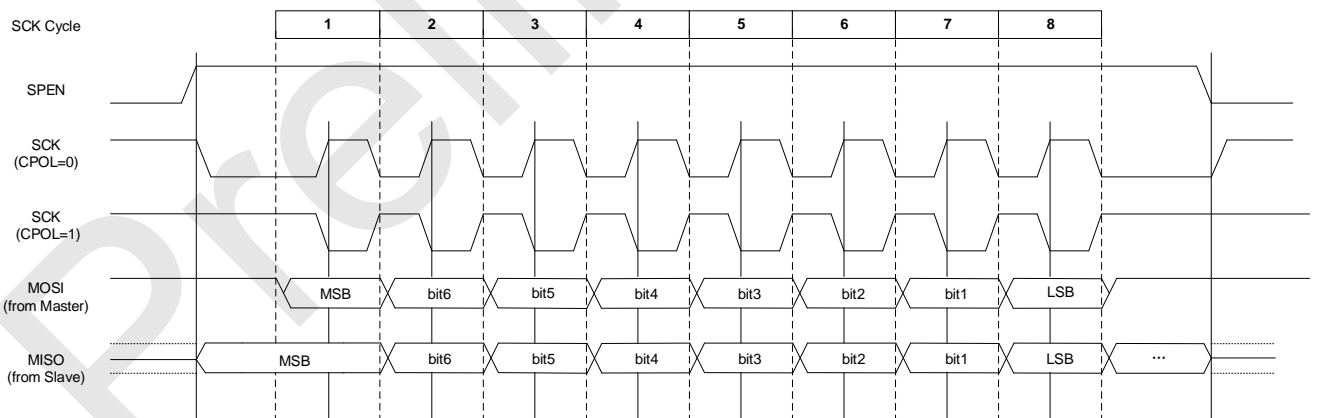 SCK Cycle 1 2 3 4 5 6 7 8
SPEN
SCK
(CPOL=0)
SCK
(CPOL=1)
MOSI
(from Master)
MSB bit6 bit5 bit4 bit3 bit2 bit1 LSB
MISO
(from Slave)
MSB bit6 bit5 bit4 bit3 bit2 bit1 LSB ...